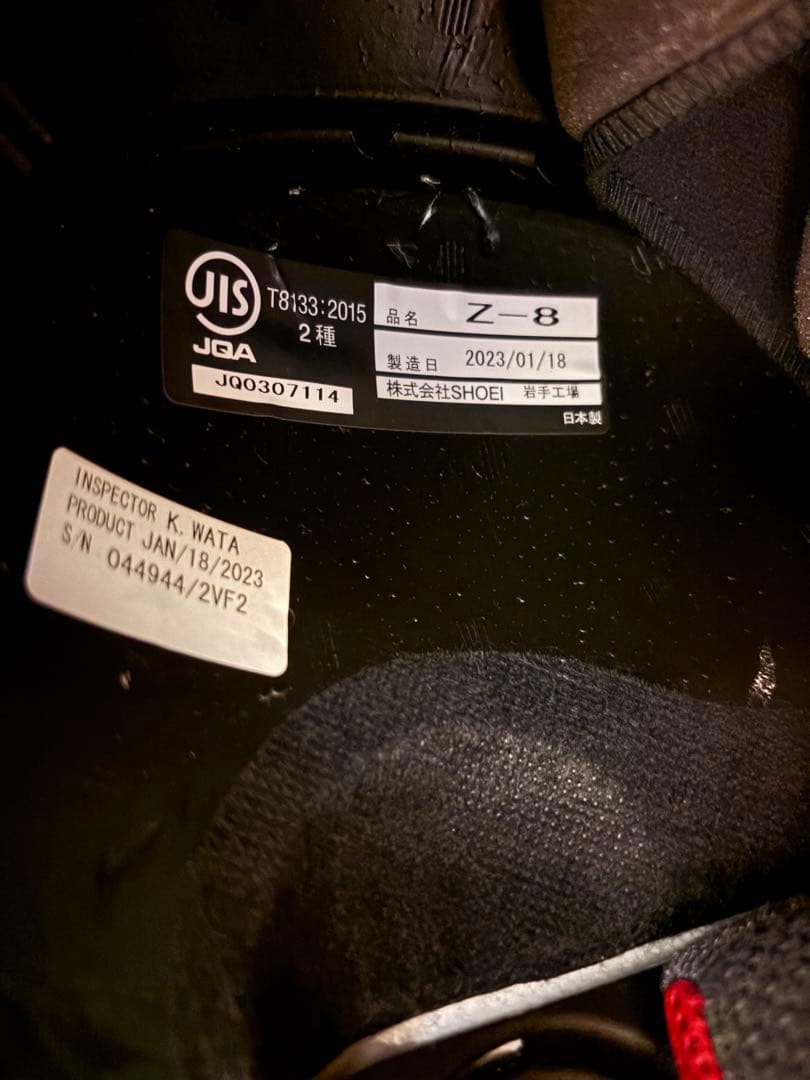 JIS
T8133:2015
2種
JQA
JQ0307114
品名 Z-8
製造日 2023/01/18
株式会社SHOEI 岩手工場
日本製
INSPECTOR K. WATA
PRODUCT JAN/18/2023
S/N 044944/2VF2